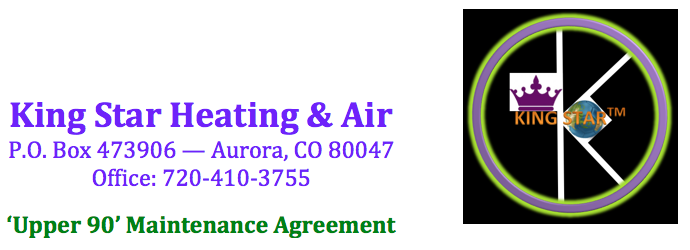 King Star Heating & Air
P.O. Box 473906 — Aurora, CO 80047
Office: 720-410-3755
‘Upper 90’ Maintenance Agreement
K
KING STAR™